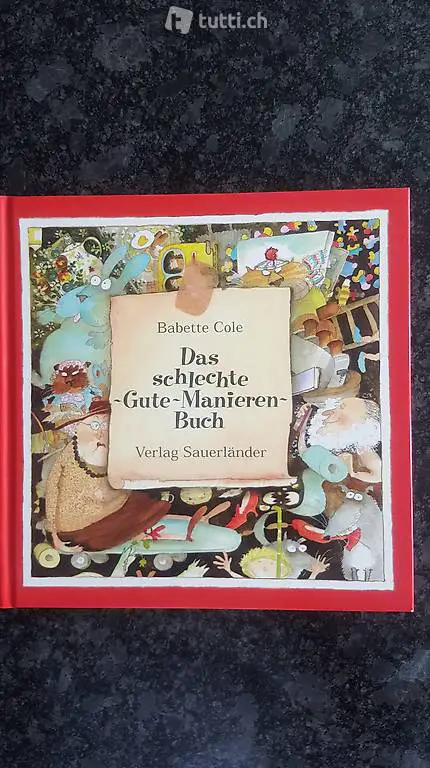 tutti.ch
Babette Cole
Das
schlechte
~Gute~Manieren~
Buch
Verlag Sauerländer